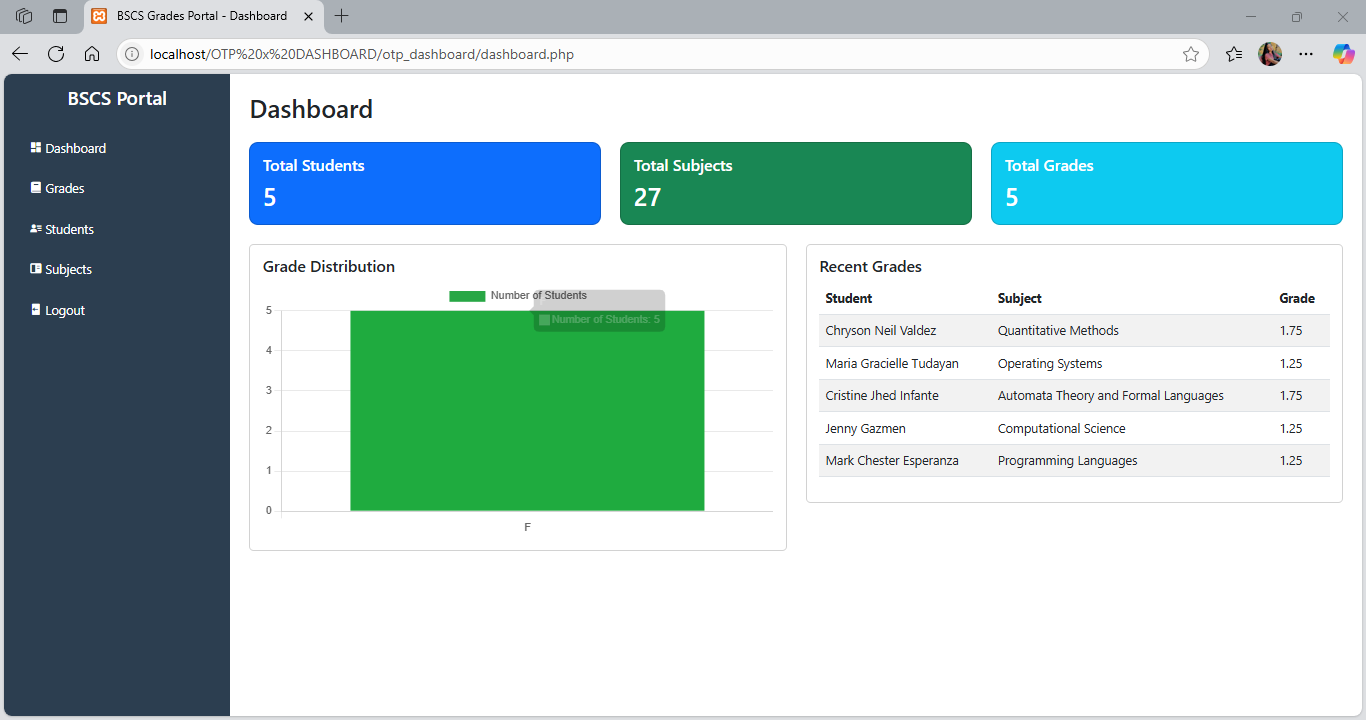 BSCS Grades Portal - Dashboard
localhost/OTP%20x%20DASHBOARD/otp_dashboard/dashboard.php
BSCS Portal
Dashboard
Grades
Students
Subjects
Logout
Dashboard
Total Students
5
Total Subjects
27
Total Grades
5
Grade Distribution
Number of Students
Number of Students: 5
5
4
3
2
1
0
F
Recent Grades
Student Subject Grade
Chryson Neil Valdez Quantitative Methods 1.75
Maria Gracielle Tudayan Operating Systems 1.25
Cristine Jhed Infante Automata Theory and Formal Languages 1.75
Jenny Gazmen Computational Science 1.25
Mark Chester Esperanza Programming Languages 1.25